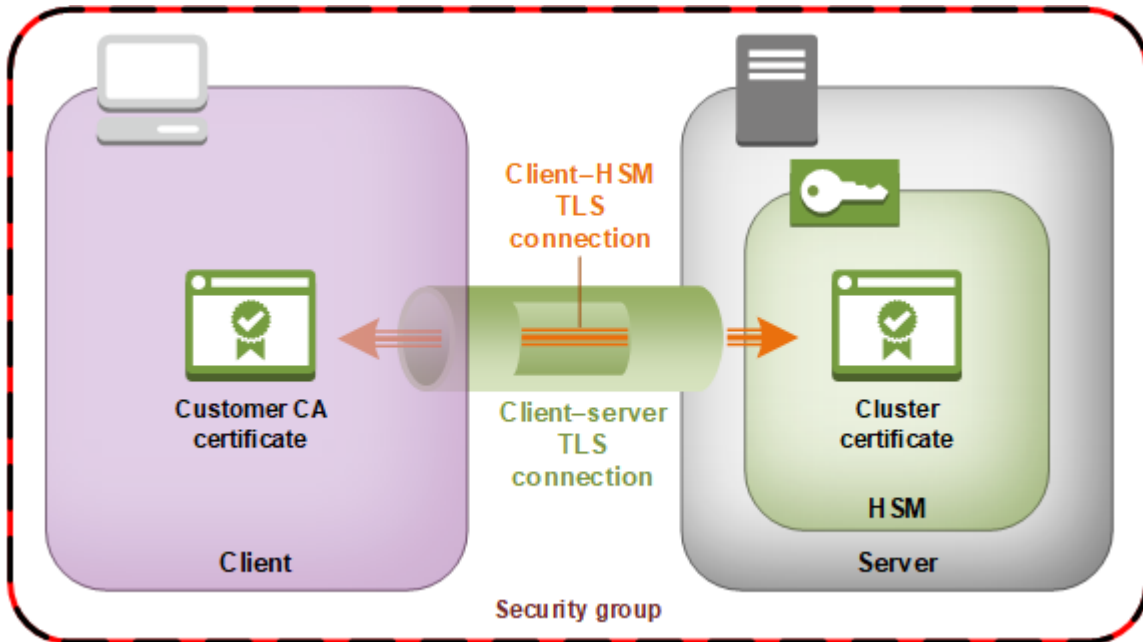 Client–HSM
TLS
connection
Customer CA
certificate
Client–server
TLS
connection
Cluster
certificate
HSM
Client
Server
Security group